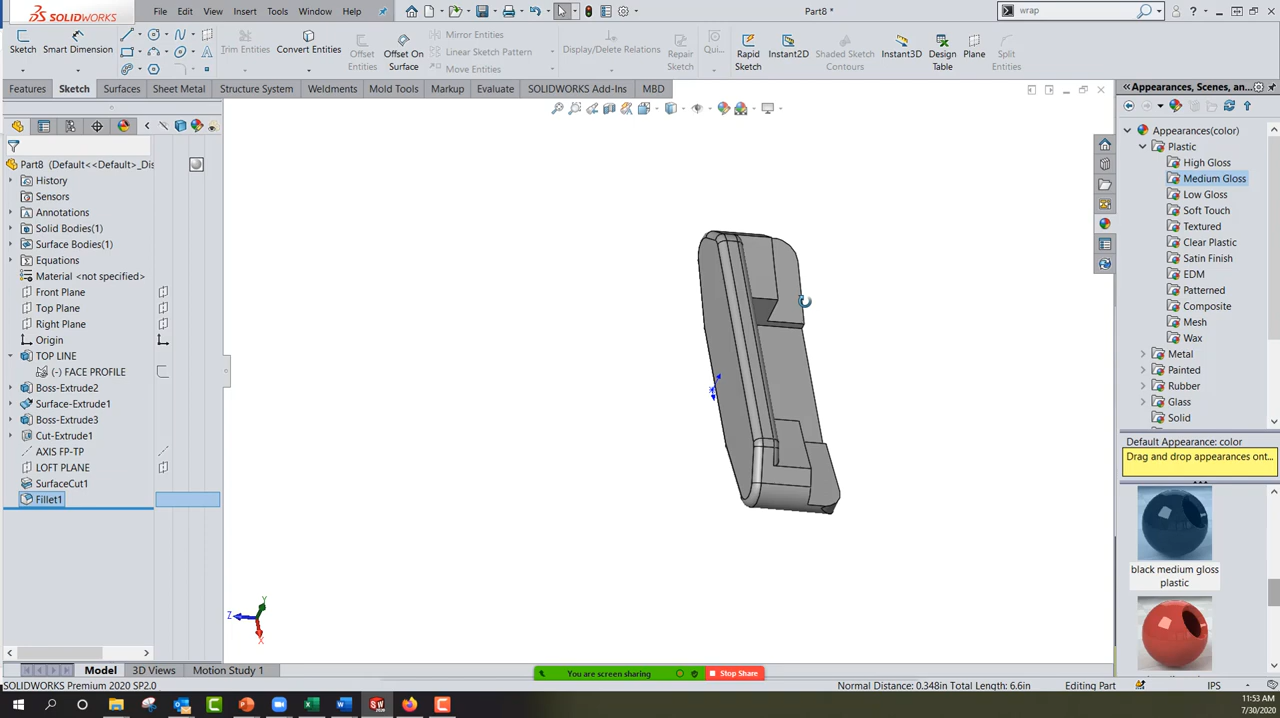 SOLIDWORKS
File
Edit
View
Insert
Tools
Window
Help
Part8 *
wrap
Sketch
Smart Dimension
Trim Entities
Convert Entities
Offset Entities
Offset On Surface
Mirror Entities
Linear Sketch Pattern
Move Entities
Display/Delete Relations
Repair Sketch
Qui...
Rapid Sketch
Instant2D
Shaded Sketch Contours
Instant3D
Design Table
Plane
Split Entities
Features
Sketch
Surfaces
Sheet Metal
Structure System
Weldments
Mold Tools
Markup
Evaluate
SOLIDWORKS Add-Ins
MBD
Part8 (Default<<Default>_Dis
History
Sensors
Annotations
Solid Bodies(1)
Surface Bodies(1)
Equations
Material <not specified>
Front Plane
Top Plane
Right Plane
Origin
TOP LINE
(-) FACE PROFILE
Boss-Extrude2
Surface-Extrude1
Boss-Extrude3
Cut-Extrude1
AXIS FP-TP
LOFT PLANE
SurfaceCut1
Fillet1
Y
Z
X
Appearances, Scenes, an...
Appearances(color)
Plastic
High Gloss
Medium Gloss
Low Gloss
Soft Touch
Textured
Clear Plastic
Satin Finish
EDM
Patterned
Composite
Mesh
Wax
Metal
Painted
Rubber
Glass
Solid
Default Appearance: color
Drag and drop appearances ont...
black medium gloss
plastic
Model
3D Views
Motion Study 1
You are screen sharing
Stop Share
SOLIDWORKS Premium 2020 SP2.0
Normal Distance: 0.348in Total Length: 6.6in
Editing Part
IPS
11:53 AM
7/30/2020